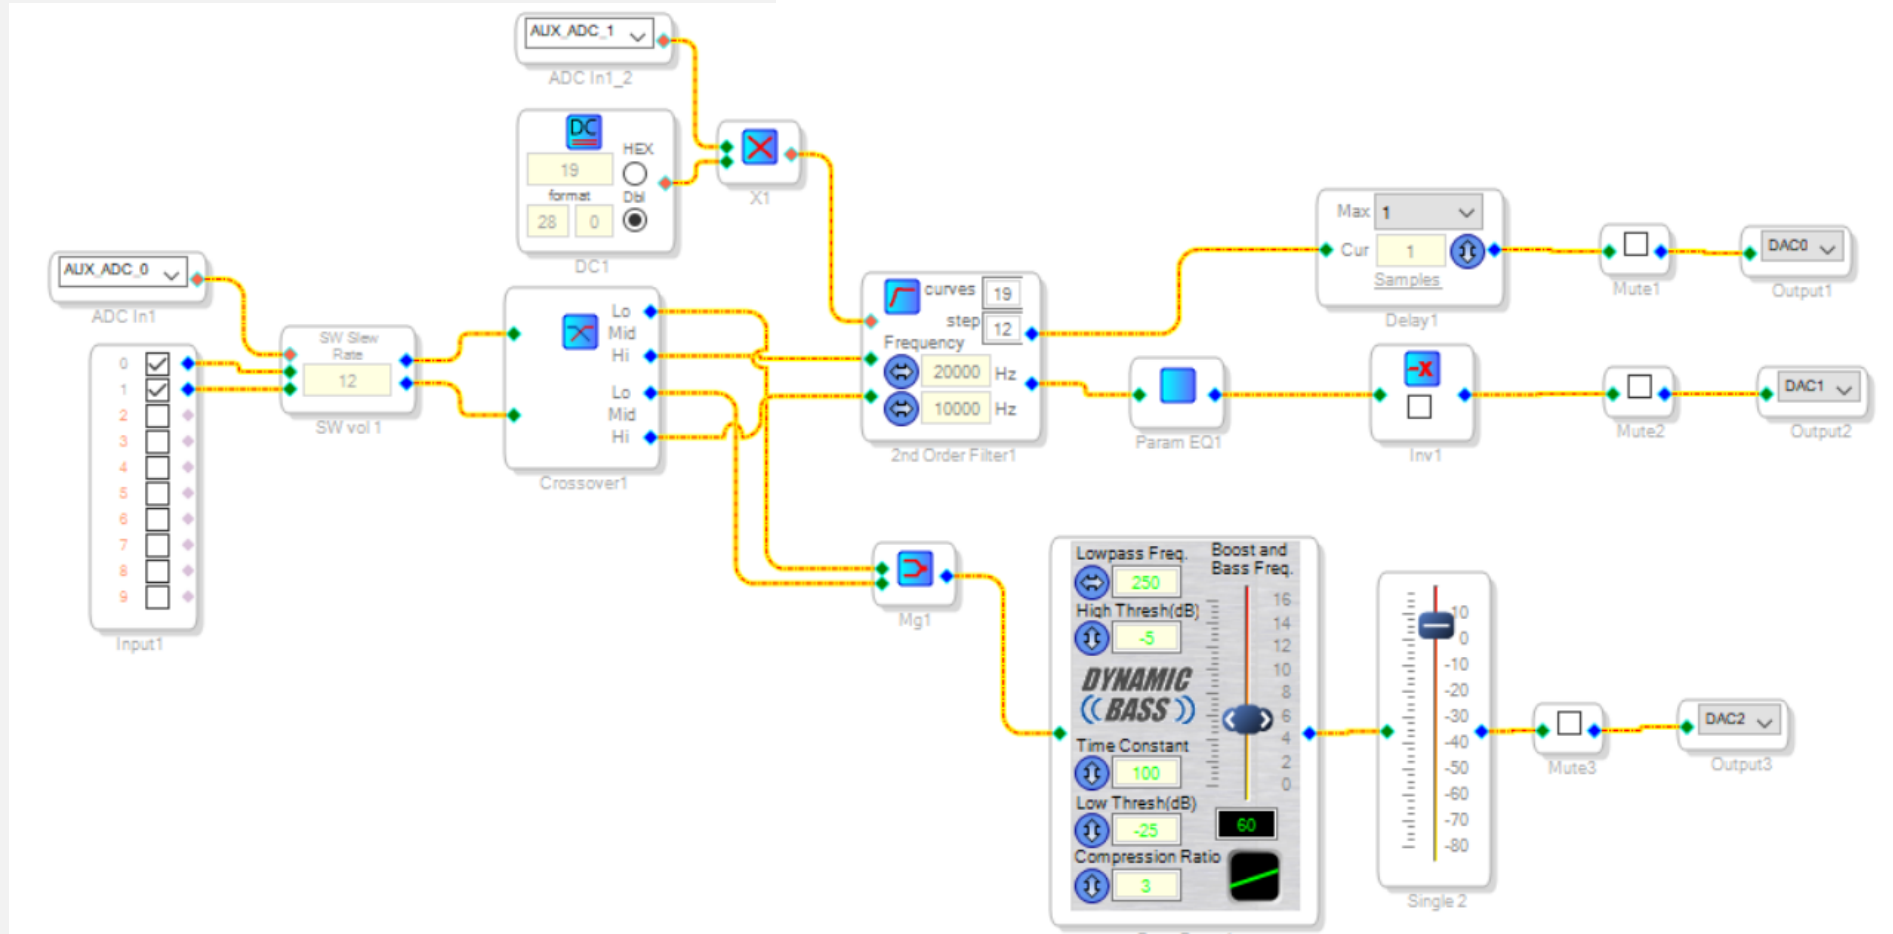 AUX_ADC_1
ADC In1_2
DC
HEX
19
format
Dbl
28
0
DC1
X1
AUX_ADC_0
ADC In1
0
1
2
3
4
5
6
7
8
9
Input1
SW Slew
Rate
12
SW vol 1
Lo
Mid
Hi
Lo
Mid
Hi
Crossover1
curves 19
step 12
Frequency
20000 Hz
10000 Hz
2nd Order Filter1
Max 1
Cur 1
Samples
Delay1
Mute1
DAC0
Output1
Param EQ1
-X
Inv1
Mute2
DAC1
Output2
Mg1
Lowpass Freq.
250
High Thresh(dB)
-5
DYNAMIC
BASS
Time Constant
100
Low Thresh(dB)
-25
Compression Ratio
3
Boost and
Bass Freq.
16
14
12
10
8
6
4
2
0
60
10
0
-10
-20
-30
-40
-50
-60
-70
-80
Single 2
Mute3
DAC2
Output3